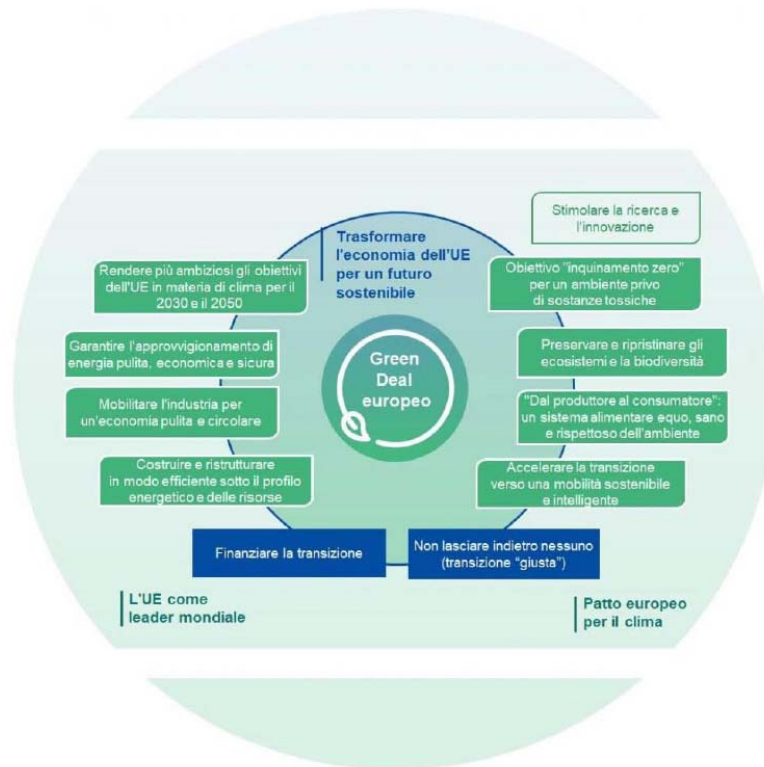 Trasformare
l'economia dell'UE
per un futuro
sostenibile
Stimolare la ricerca e
l'innovazione
Rendere più ambiziosi gli obiettivi
dell'UE in materia di clima per il
2030 e il 2050
Garantire l'approvvigionamento di
energia pulita, economica e sicura
Mobilitare l'industria per
un'economia pulita e circolare
Costruire e ristrutturare
in modo efficiente sotto il profilo
energetico e delle risorse
Green
Deal
europeo
Obiettivo "inquinamento zero"
per un ambiente privo
di sostanze tossiche
Preservare e ripristinare gli
ecosistemi e la biodiversità
"Dal produttore al consumatore":
un sistema alimentare equo, sano
e rispettoso dell'ambiente
Accelerare la transizione
verso una mobilità sostenibile
e intelligente
Finanziare la transizione
Non lasciare indietro nessuno
(transizione "giusta")
L'UE come
leader mondiale
Patto europeo
per il clima